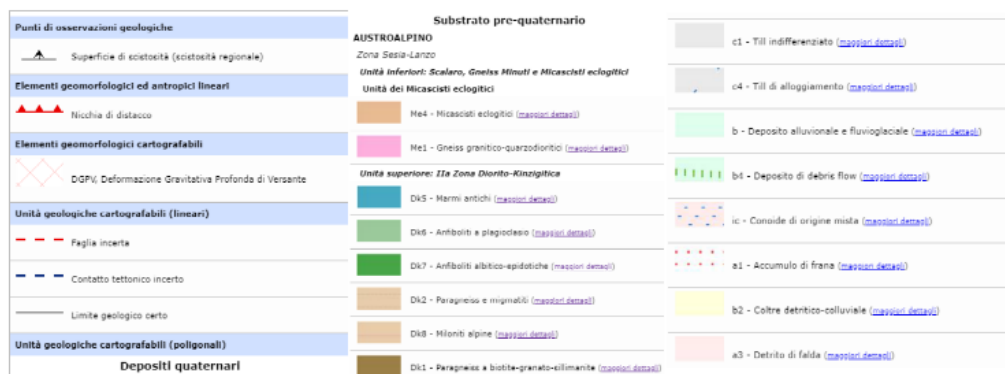 Punti di osservazioni geologiche
Superficie di scistosità (scistosità regionale)
Elementi geomorfologici ed antropici lineari
Nicchia di distacco
Elementi geomorfologici cartografabili
DGPV, Deformazione Gravitativa Profonda di Versante
Unità geologiche cartografabili (lineari)
Faglia incerta
Contatto tettonico incerto
Limite geologico certo
Unità geologiche cartografabili (poligonali)
Depositi quaternari
Substrato pre-quaternario
AUSTROALPINO
Zona Sesia-Lanzo
Unità inferiori: Scalaro, Gneiss Minuti e Micascisti eclogitici
Unità dei Micascisti eclogitici
Me4 - Micascisti eclogitici (maggiori dettagli)
Me1 - Gneiss granitico-quarzodioritici (maggiori dettagli)
Unità superiore: IIa Zona Diorito-Kinzigitica
Dk5 - Marmi antichi (maggiori dettagli)
Dk6 - Anfiboliti a plagioclasio (maggiori dettagli)
Dk7 - Anfiboliti albitico-epidotiche (maggiori dettagli)
Dk2 - Paragneiss e migmatiti (maggiori dettagli)
Dk8 - Miloniti alpine (maggiori dettagli)
Dk1 - Paragneiss a biotite-granato-sillimanite (maggiori dettagli)
c1 - Till indifferenziato (maggiori dettagli)
c4 - Till di alloggiamento (maggiori dettagli)
b - Deposito alluvionale e fluvioglaciale (maggiori dettagli)
b4 - Deposito di debris flow (maggiori dettagli)
ic - Conoide di origine mista (maggiori dettagli)
a1 - Accumulo di frana (maggiori dettagli)
b2 - Coltre detritico-colluviale (maggiori dettagli)
a3 - Detrito di falda (maggiori dettagli)